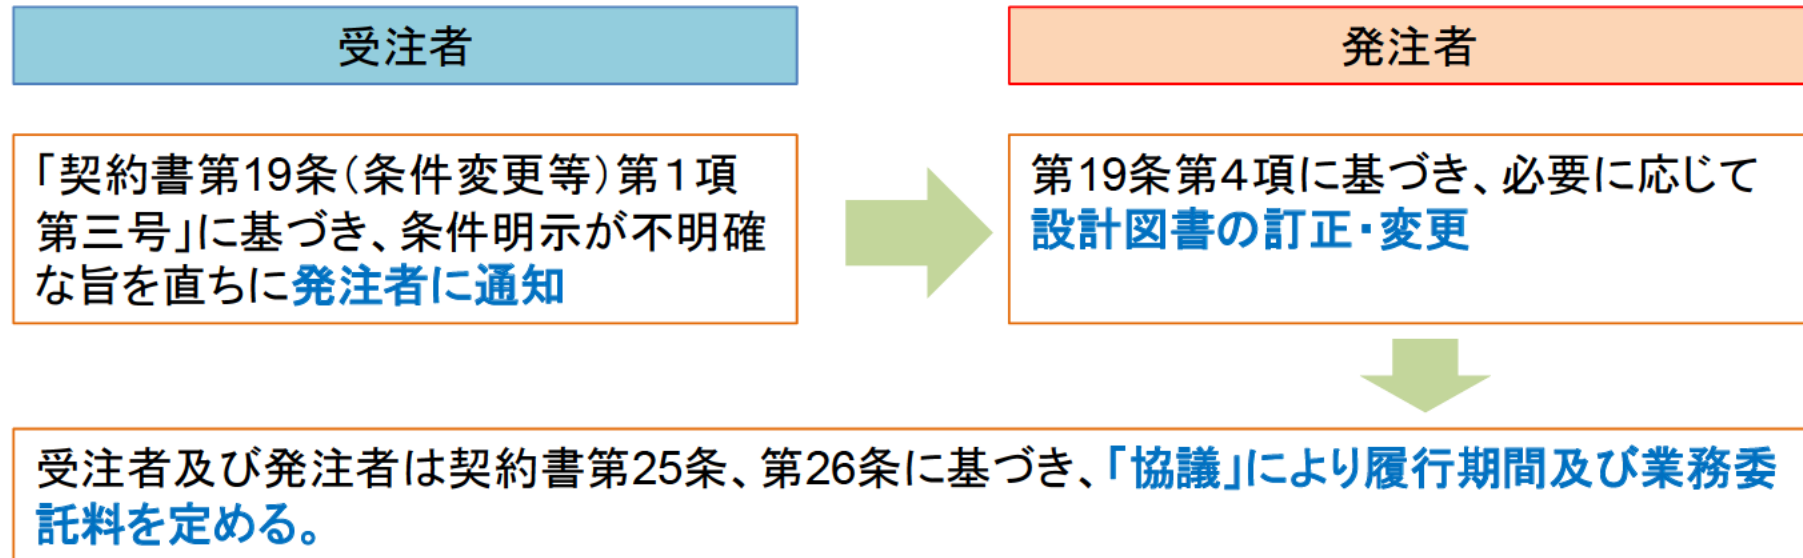 受注者
発注者
「契約書第19条(条件変更等)第1項
第三号」に基づき、条件明示が不明確
な旨を直ちに発注者に通知
第19条第4項に基づき、必要に応じて
設計図書の訂正・変更
受注者及び発注者は契約書第25条、第26条に基づき、「協議」により履行期間及び業務委
託料を定める。